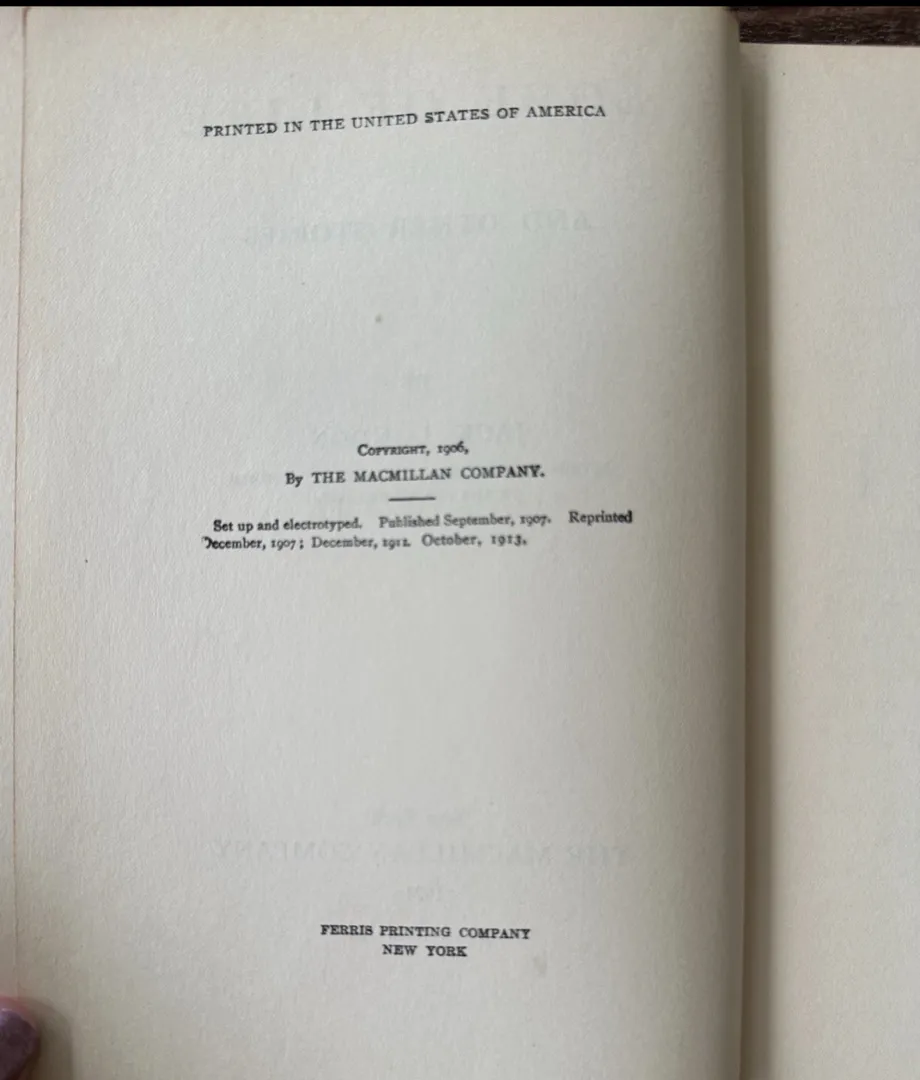 PRINTED IN THE UNITED STATES OF AMERICA
COPYRIGHT, 1906,
By THE MACMILLAN COMPANY.
Set up and electrotyped. Published September, 1907. Reprinted
December, 1907; December, 1911. October, 1913.
FERRIS PRINTING COMPANY
NEW YORK